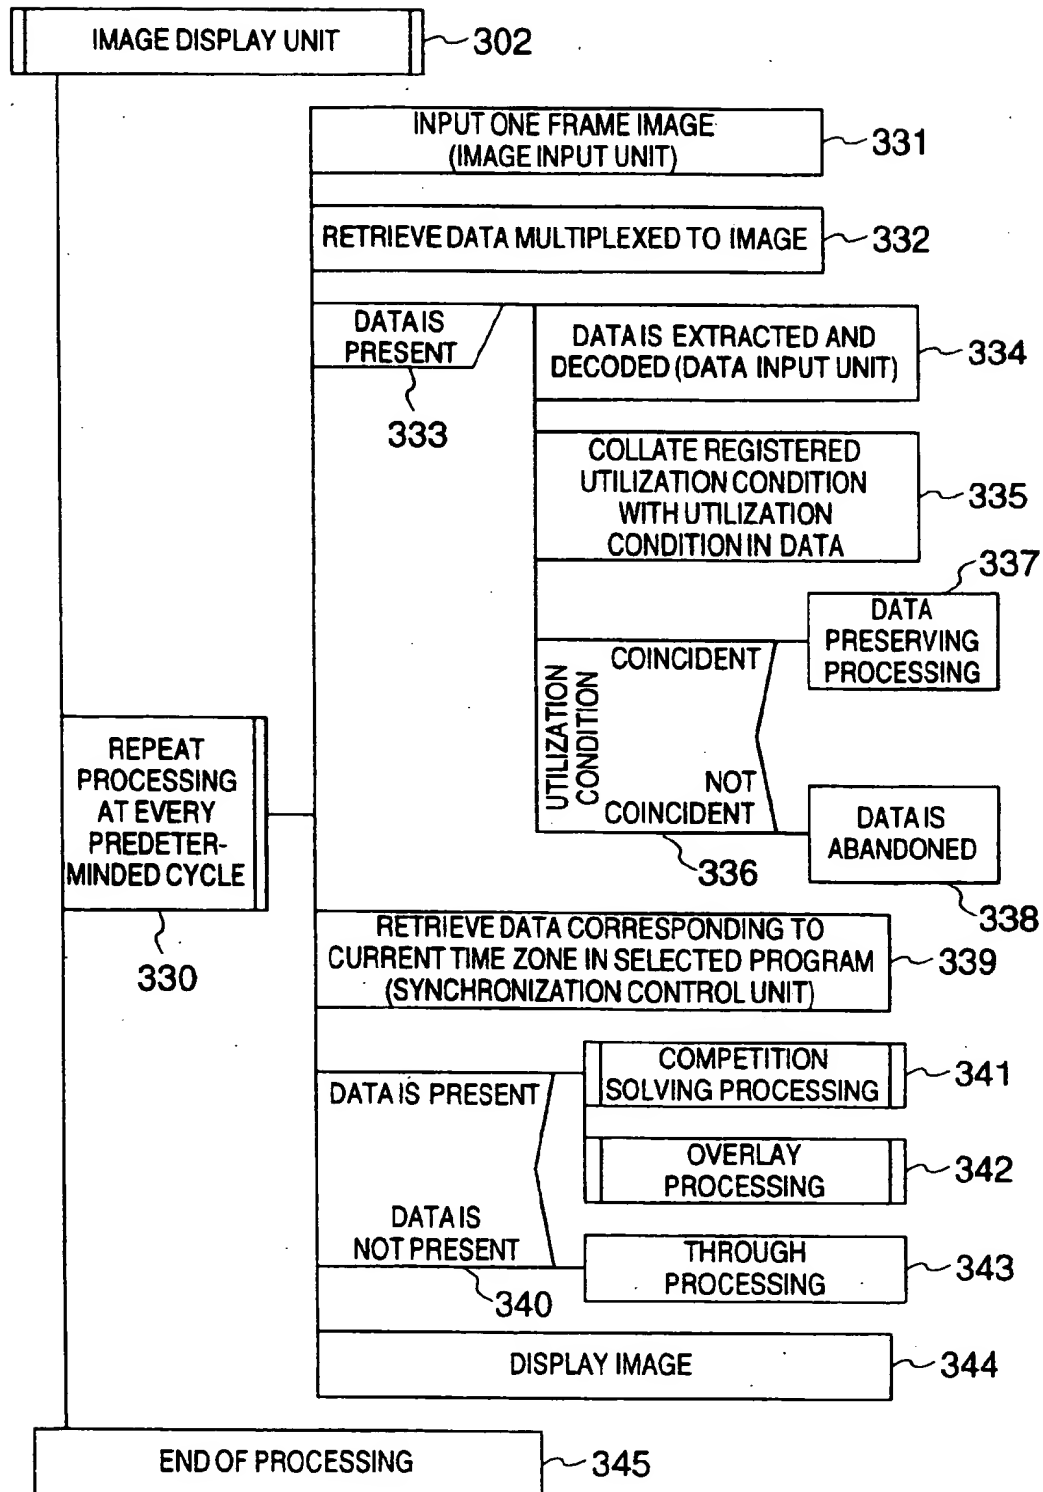 IMAGE DISPLAY UNIT
302
INPUT ONE FRAME IMAGE
(IMAGE INPUT UNIT)
331
RETRIEVE DATA MULTIPLEXED TO IMAGE
332
DATA IS
PRESENT
333
DATA IS EXTRACTED AND
DECODED (DATA INPUT UNIT)
334
COLLATE REGISTERED
UTILIZATION CONDITION
WITH UTILIZATION
CONDITION IN DATA
335
UTILIZATION
CONDITION
COINCIDENT
NOT
COINCIDENT
336
337
DATA
PRESERVING
PROCESSING
DATA IS
ABANDONED
338
REPEAT
PROCESSING
AT EVERY
PREDETER-
MINDED CYCLE
330
RETRIEVE DATA CORRESPONDING TO
CURRENT TIME ZONE IN SELECTED PROGRAM
(SYNCHRONIZATION CONTROL UNIT)
339
DATA IS PRESENT
DATA IS
NOT PRESENT
340
COMPETITION
SOLVING PROCESSING
341
OVERLAY
PROCESSING
342
THROUGH
PROCESSING
343
DISPLAY IMAGE
344
END OF PROCESSING
345